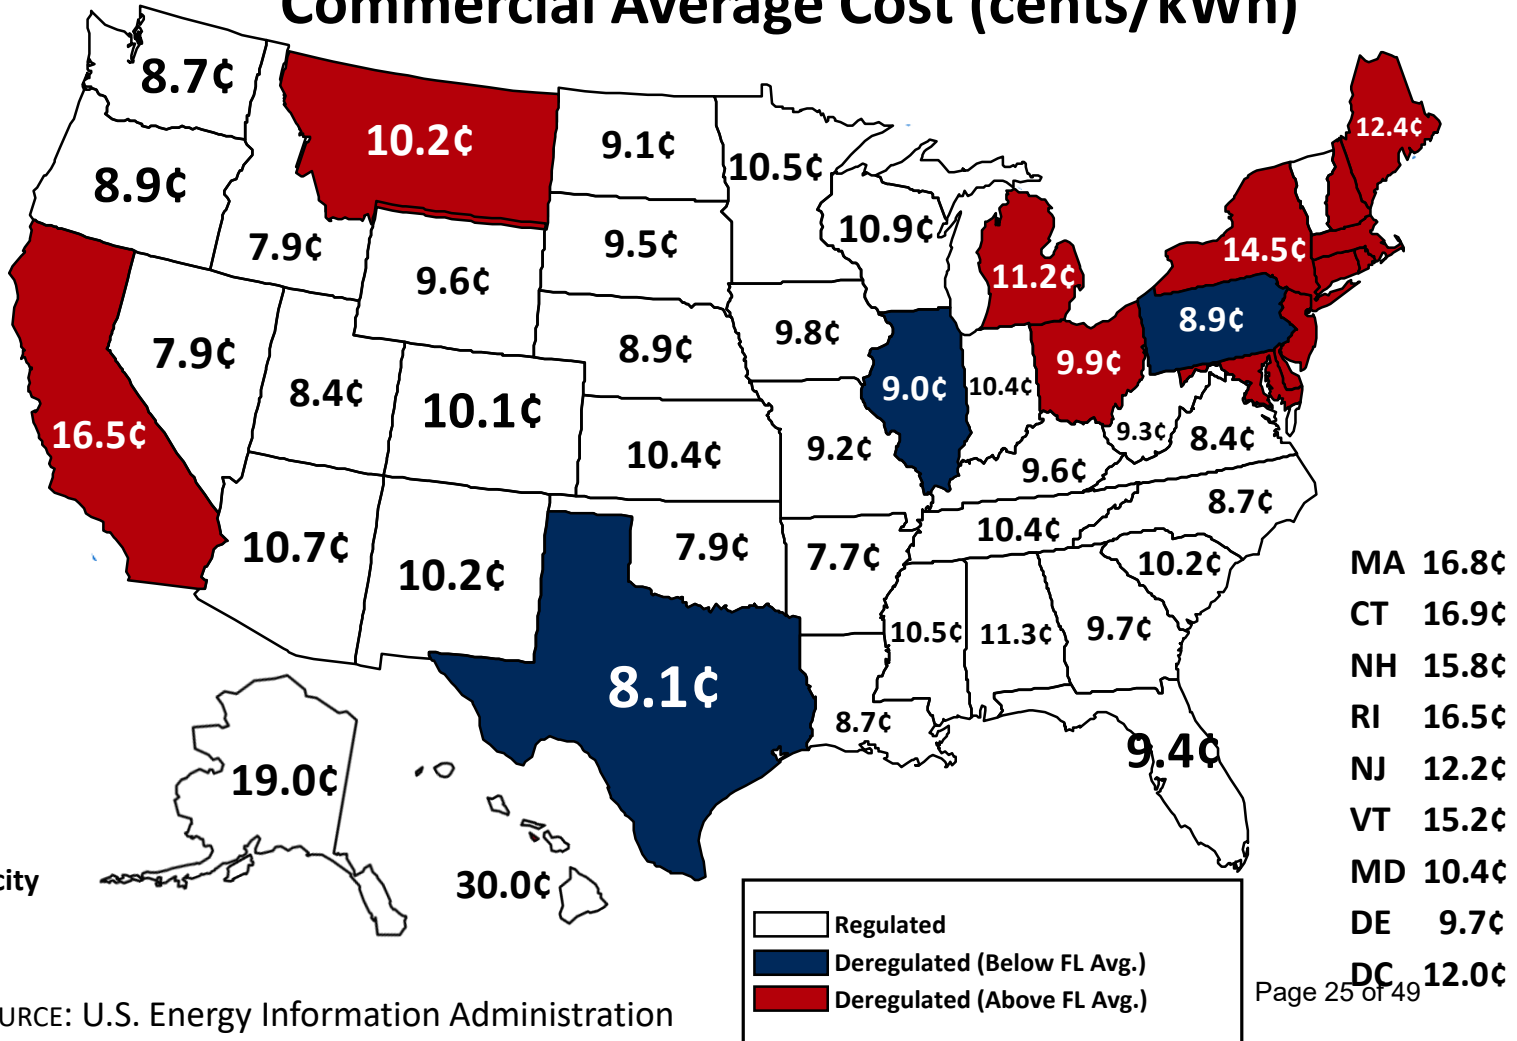 Commercial Average Cost (cents/kWh)
8.7¢
10.2¢
9.1¢
10.5¢
12.4¢
8.9¢
7.9¢
9.6¢
9.5¢
10.9¢
11.2¢
14.5¢
7.9¢
8.4¢
10.1¢
8.9¢
9.8¢
9.0¢
10.4¢
9.9¢
8.9¢
16.5¢
10.4¢
9.2¢
9.6¢
9.3¢
8.4¢
10.7¢
10.2¢
7.9¢
7.7¢
10.4¢
8.7¢
10.2¢
8.1¢
10.5¢
11.3¢
9.7¢
8.7¢
9.4¢
19.0¢
30.0¢
MA 16.8¢
CT 16.9¢
NH 15.8¢
RI 16.5¢
NJ 12.2¢
VT 15.2¢
MD 10.4¢
DE 9.7¢
DC 12.0¢
city
Regulated
Deregulated (Below FL Avg.)
Deregulated (Above FL Avg.)
Page 25 of 49
URCE: U.S. Energy Information Administration